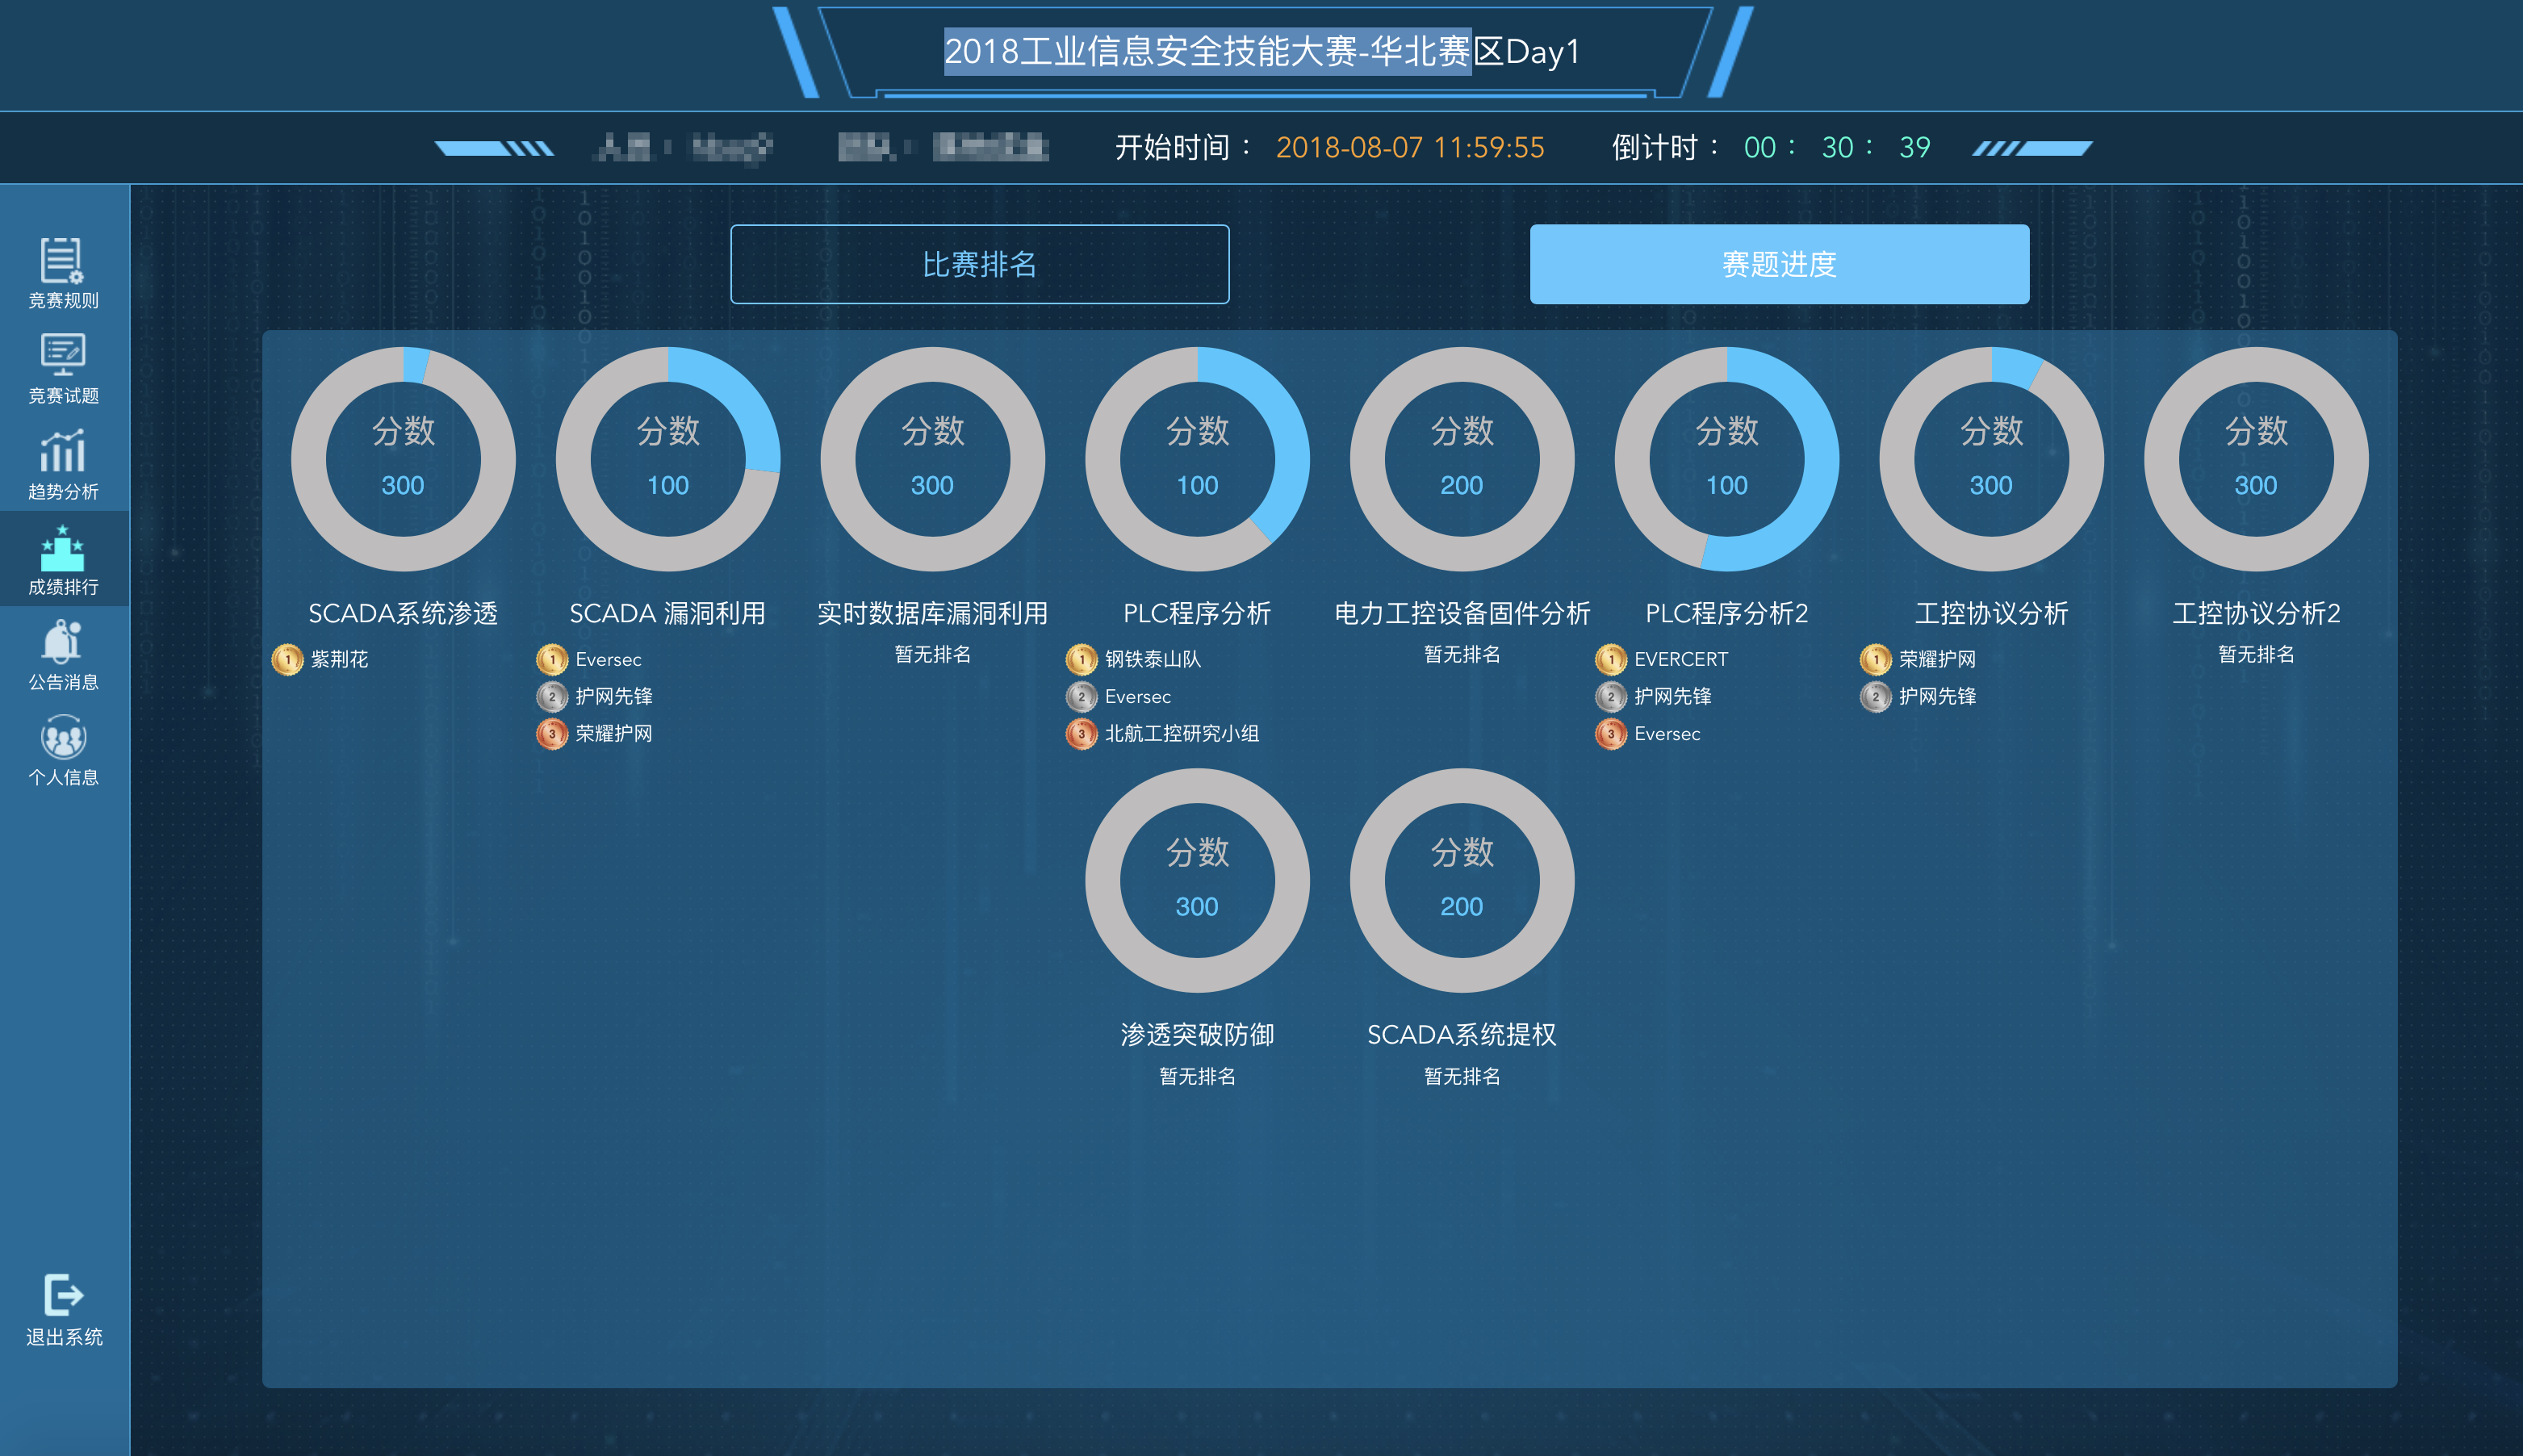 2018工业信息安全技能大赛-华北赛区Day1
开始时间： 2018-08-07 11:59:55 倒计时： 00： 30： 39
竞赛规则
竞赛试题
趋势分析
成绩排行
公告消息
个人信息
退出系统
比赛排名 赛题进度
分数 分数 分数 分数 分数 分数 分数 分数
300 100 300 100 200 100 300 300
SCADA系统渗透 SCADA 漏洞利用 实时数据库漏洞利用 PLC程序分析 电力工控设备固件分析 PLC程序分析2 工控协议分析 工控协议分析2
1 紫荆花 1 Eversec 暂无排名 1 钢铁泰山队 暂无排名 1 EVERCERT 1 荣耀护网 暂无排名
2 护网先锋 2 Eversec 2 护网先锋 2 护网先锋
3 荣耀护网 3 北航工控研究小组 3 Eversec
分数 分数
300 200
渗透突破防御 SCADA系统提权
暂无排名 暂无排名